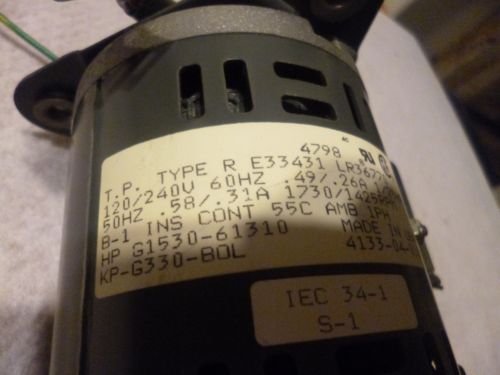 4798
T.P. TYPE R E33431
120/240V 60HZ .49/.26A
50HZ .58/.31A 1730/1425
B-1 INS CONT 55C AMB 1PH
HP G1530-61310 MADE IN
KP-G330-BOL 4133-04-
IEC 34-1
S-1